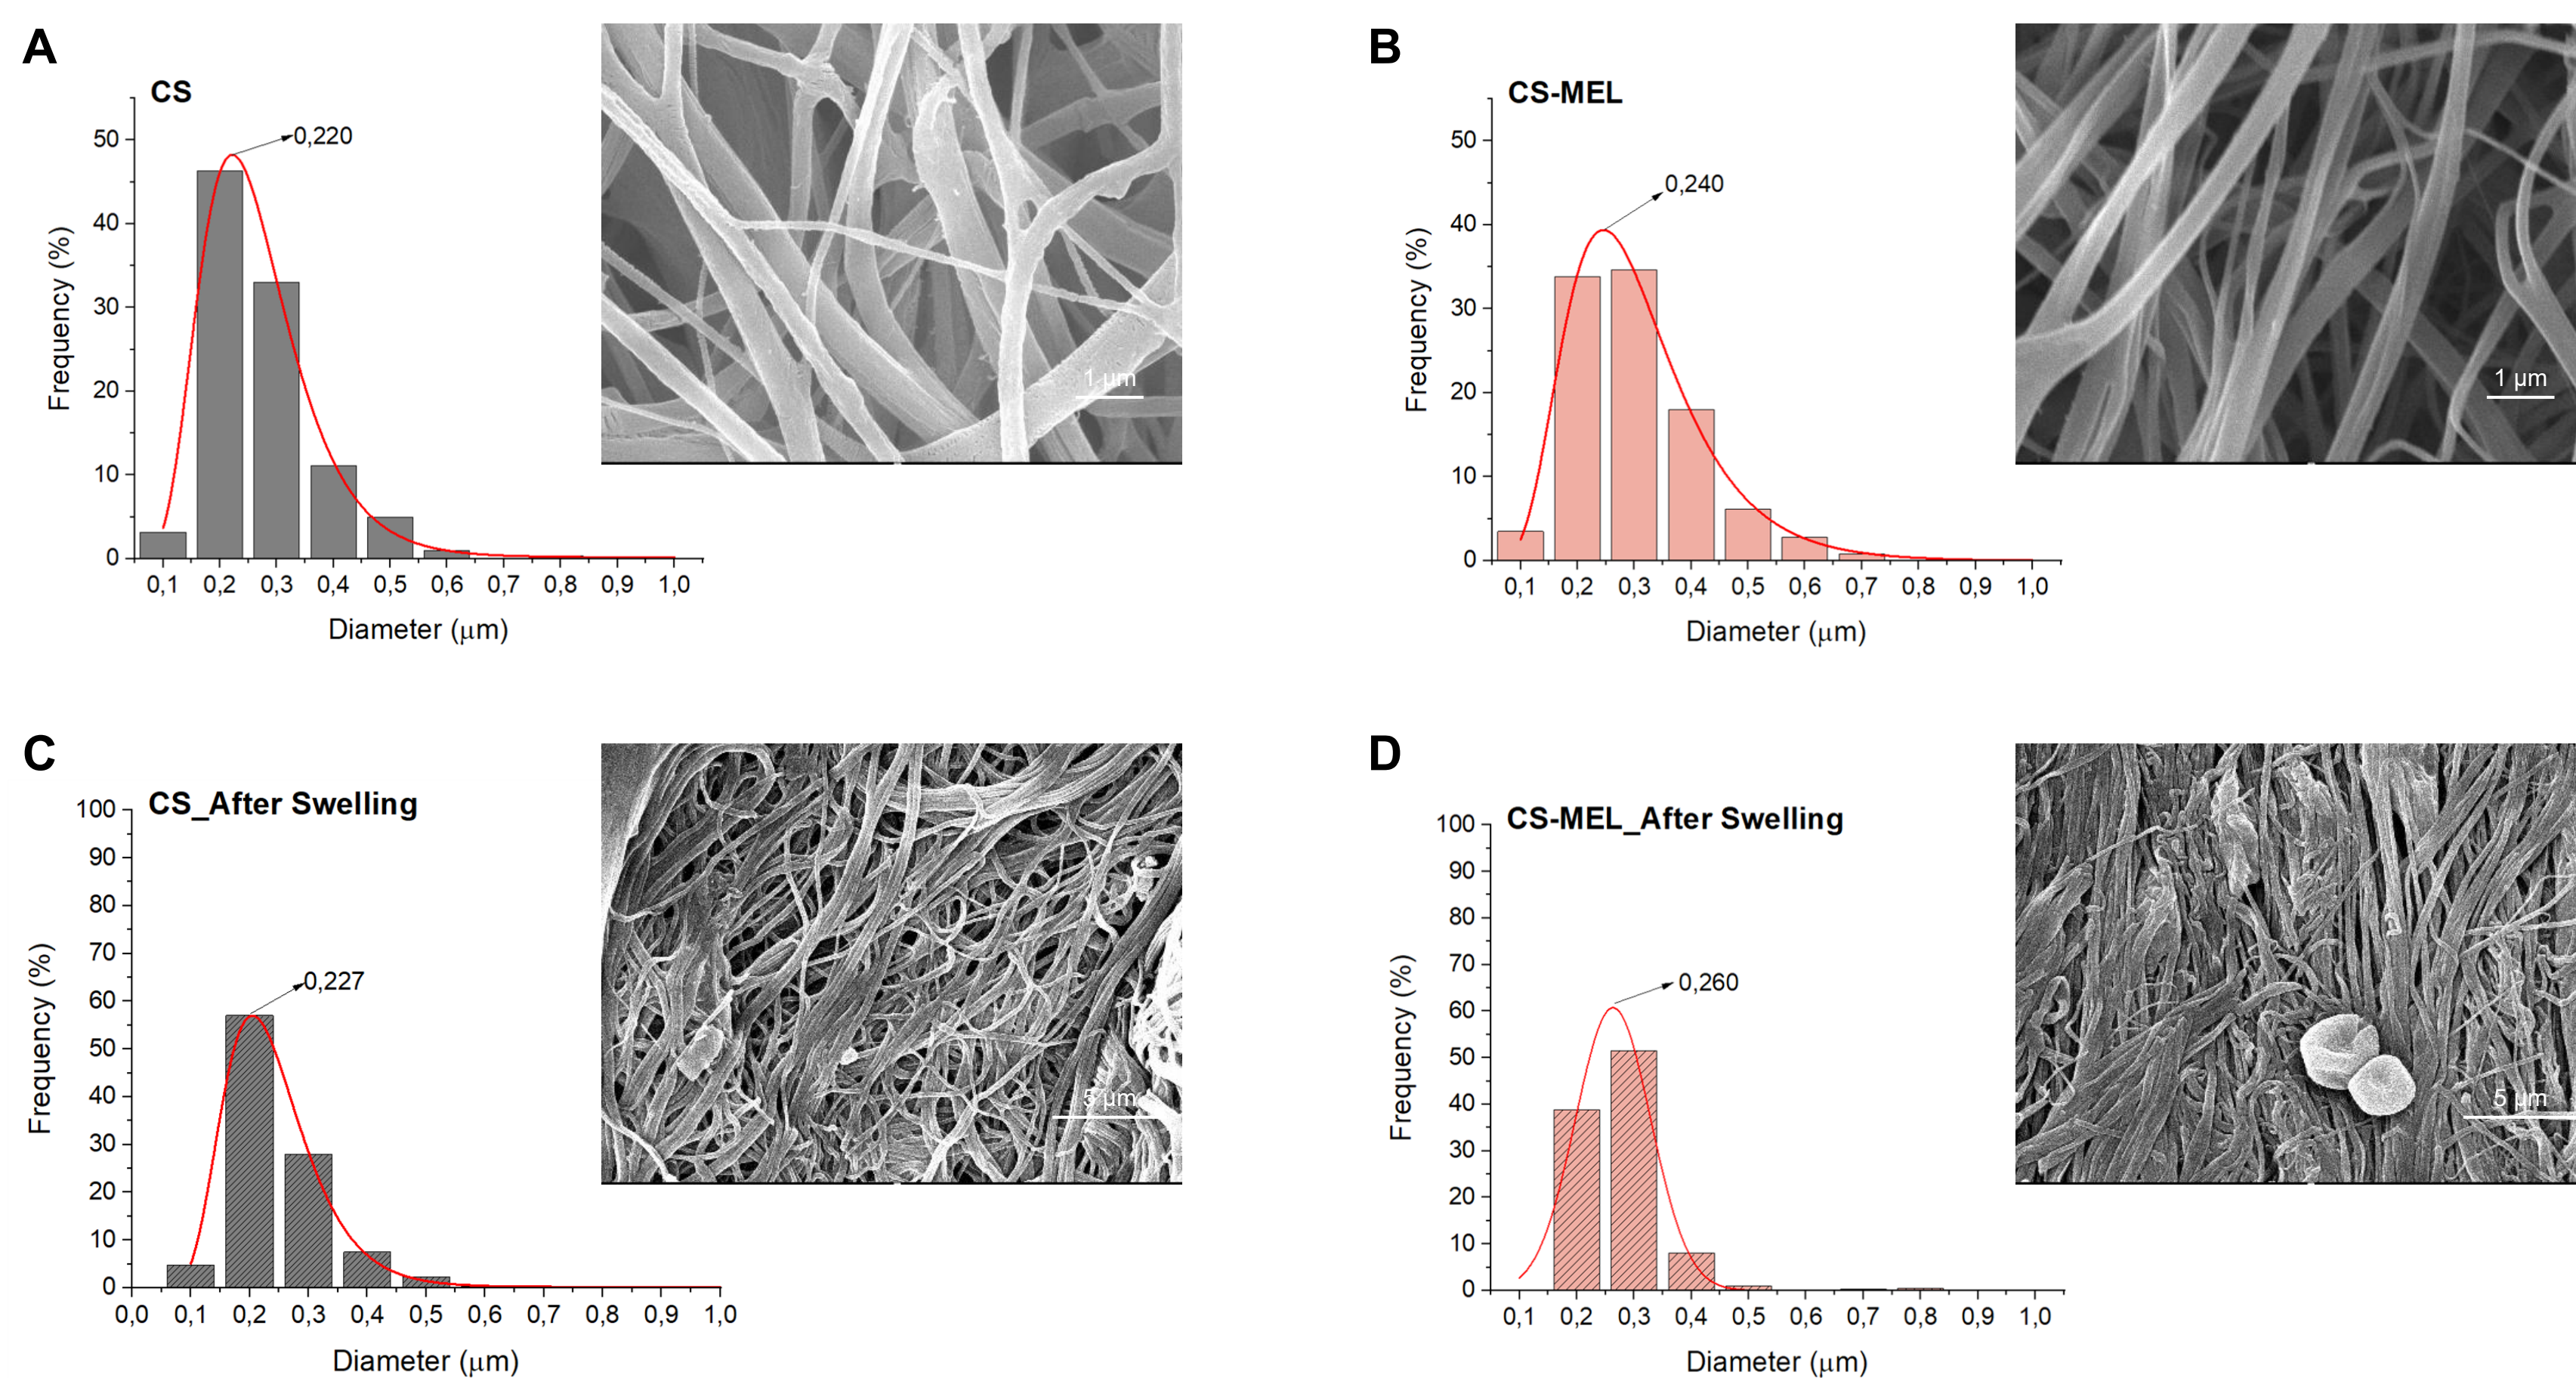 A
CS
0,220
50
40
30
20
10
0
Frequency (%)
0,1 0,2 0,3 0,4 0,5 0,6 0,7 0,8 0,9 1,0
Diameter (μm)
1 μm
B
CS-MEL
0,240
50
40
30
20
10
0
Frequency (%)
0,1 0,2 0,3 0,4 0,5 0,6 0,7 0,8 0,9 1,0
Diameter (μm)
1 μm
C
CS_After Swelling
0,227
100
90
80
70
60
50
40
30
20
10
0
Frequency (%)
0,0 0,1 0,2 0,3 0,4 0,5 0,6 0,7 0,8 0,9 1,0
Diameter (μm)
5 μm
D
CS-MEL_After Swelling
0,260
100
90
80
70
60
50
40
30
20
10
0
Frequency (%)
0,1 0,2 0,3 0,4 0,5 0,6 0,7 0,8 0,9 1,0
Diameter (μm)
5 μm